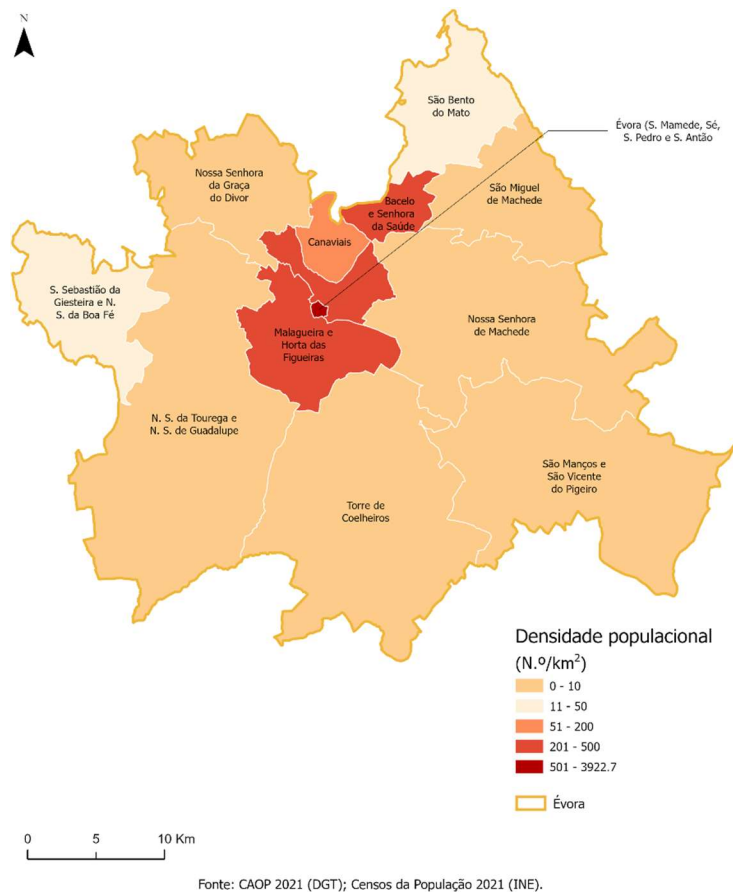 N
São Bento
do Mato
Évora (S. Mamede, Sé,
S. Pedro e S. Antão
Nossa Senhora
da Graça
do Divor
São Miguel
de Machede
Bacelo
e Senhora
da Saúde
Canaviais
S. Sebastião da
Giesteira e N.
S. da Boa Fé
Nossa Senhora
de Machede
Malagueira e
Horta das
Figueiras
N. S. da Tourega e
N. S. de Guadalupe
São Manços e
São Vicente
do Pigeiro
Torre de
Coelheiros
Densidade populacional
(N.º/km²)
0 - 10
11 - 50
51 - 200
201 - 500
501 - 3922.7
Évora
0 5 10 Km
Fonte: CAOP 2021 (DGT); Censos da População 2021 (INE).